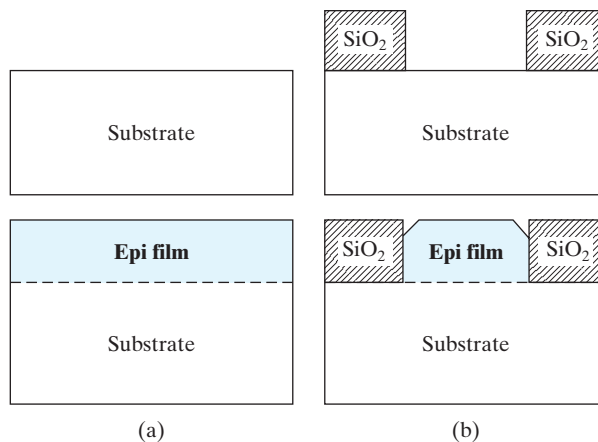 SiO₂
SiO₂
Substrate
Substrate
Epi film
Substrate
SiO₂
Epi film
SiO₂
Substrate
(a)
(b)